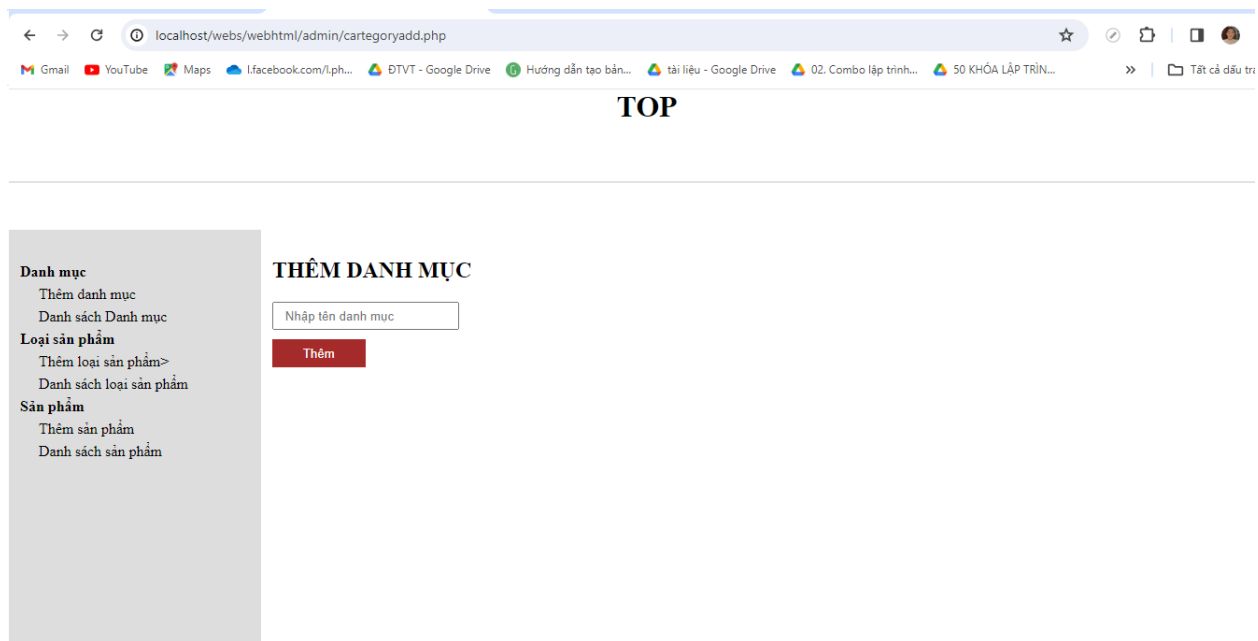 localhost/webs/webhtml/admin/cartegoryadd.php
Gmail YouTube Maps l.facebook.com/l.ph... ĐTVT - Google Drive Hướng dẫn tạo bản... tài liệu - Google Drive 02. Combo lập trình... 50 KHÓA LẬP TRÌN... » Tất cả dấu tra
TOP
Danh mục
Thêm danh mục
Danh sách Danh mục
Loại sản phẩm
Thêm loại sản phẩm>
Danh sách loại sản phẩm
Sản phẩm
Thêm sản phẩm
Danh sách sản phẩm
THÊM DANH MỤC
Nhập tên danh mục
Thêm